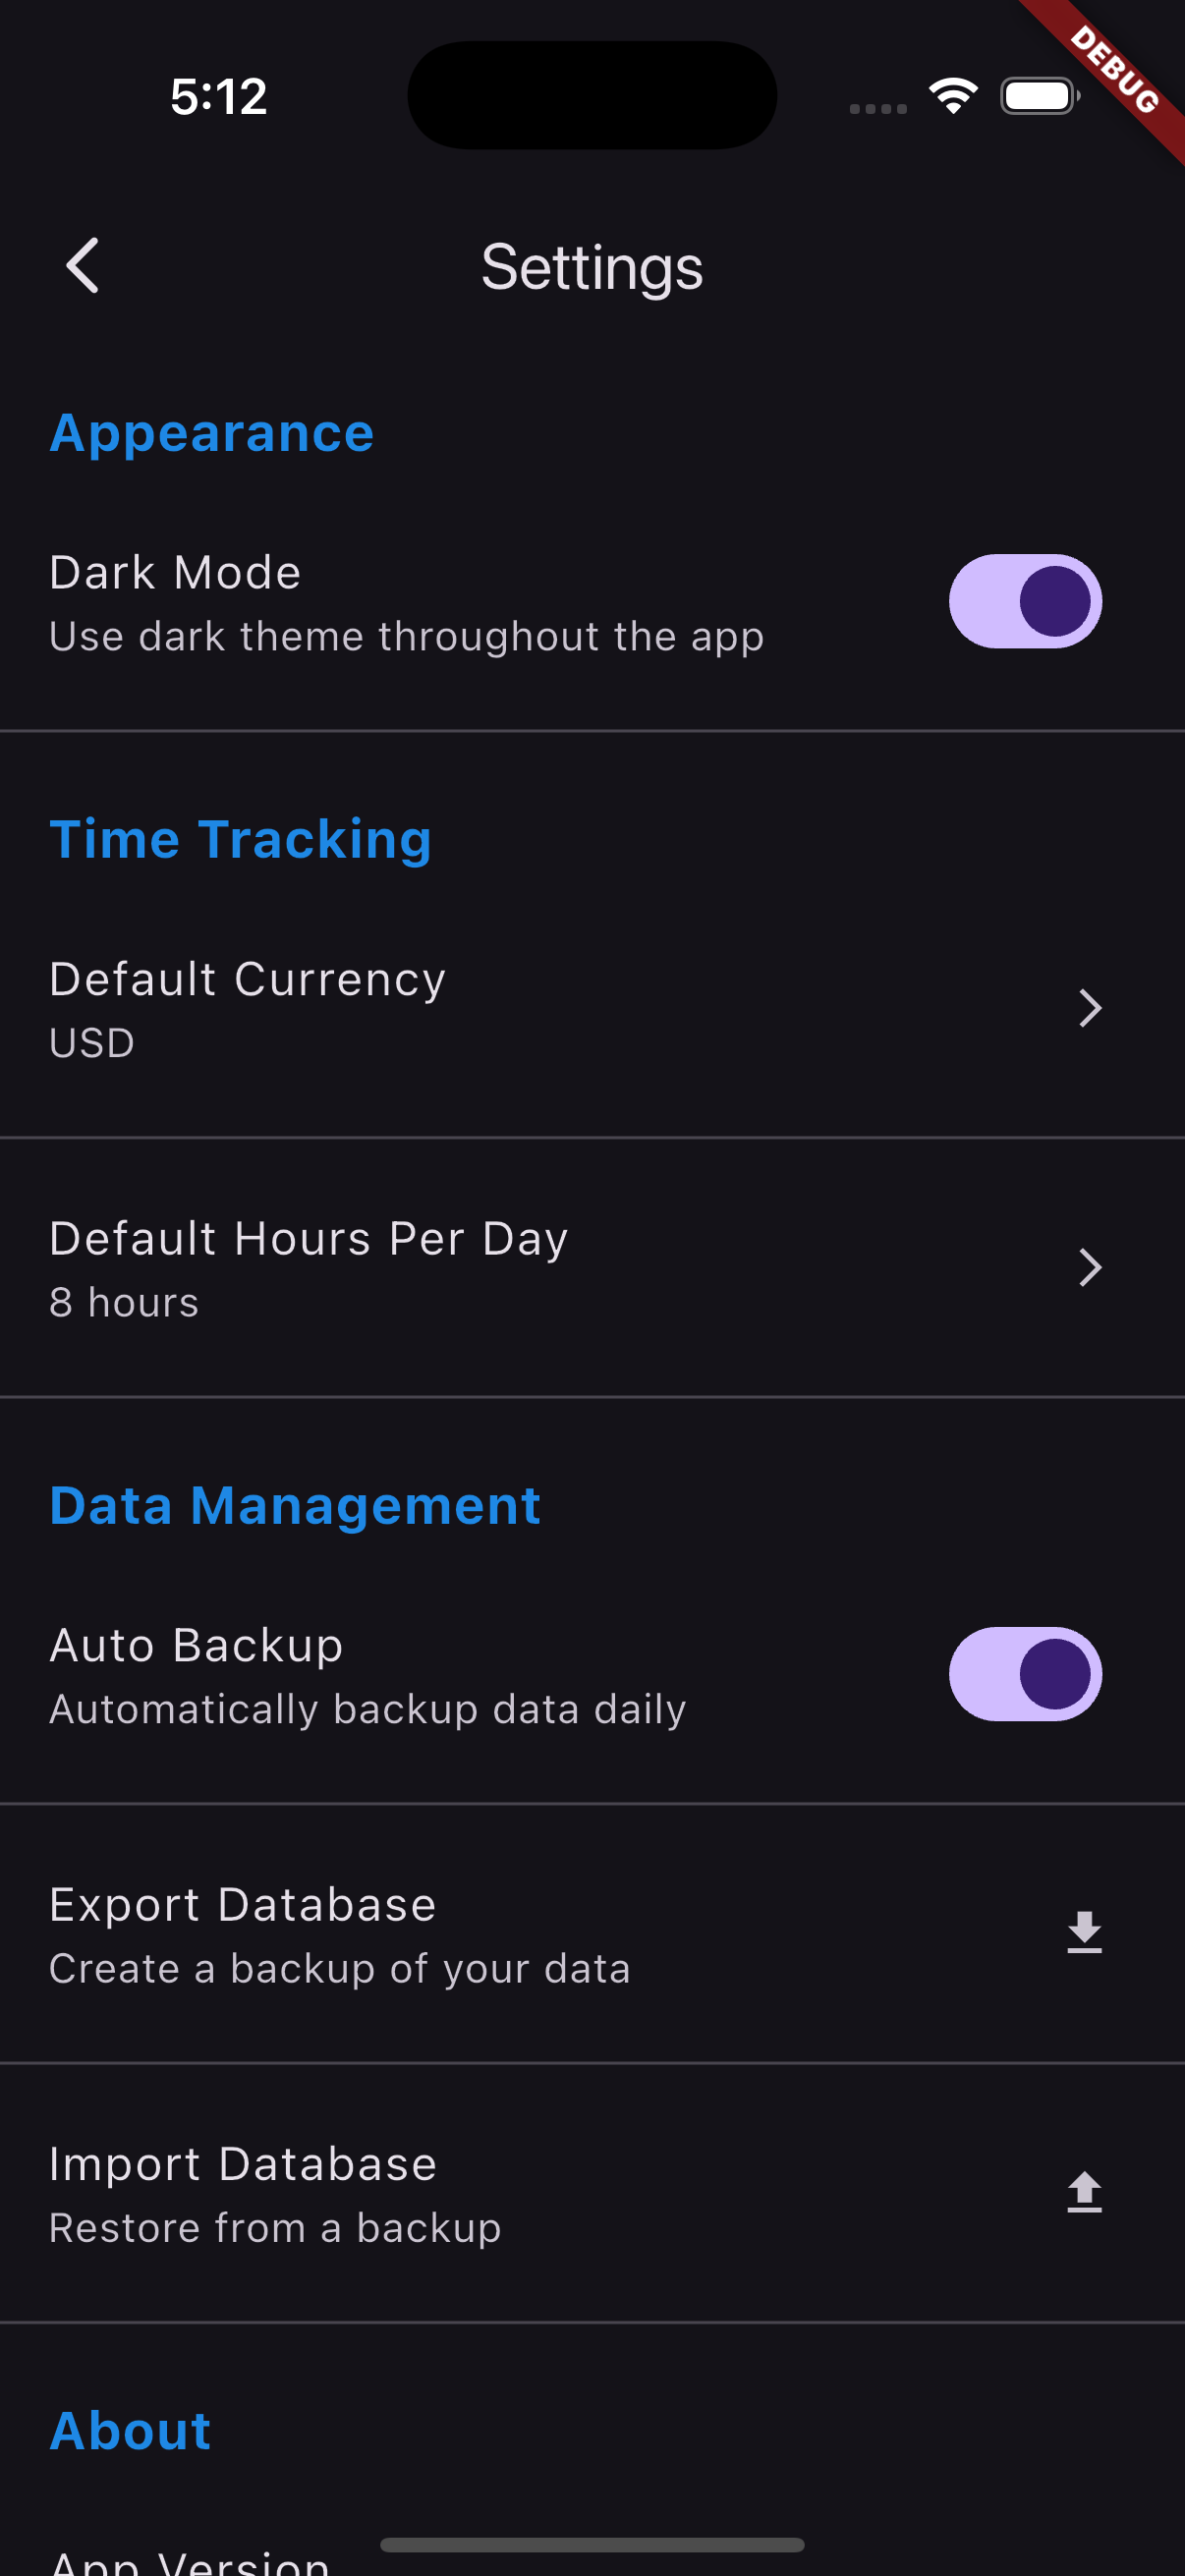 5:12
DEBUG
Settings
Appearance
Dark Mode
Use dark theme throughout the app
Time Tracking
Default Currency
USD
Default Hours Per Day
8 hours
Data Management
Auto Backup
Automatically backup data daily
Export Database
Create a backup of your data
Import Database
Restore from a backup
About
App Version